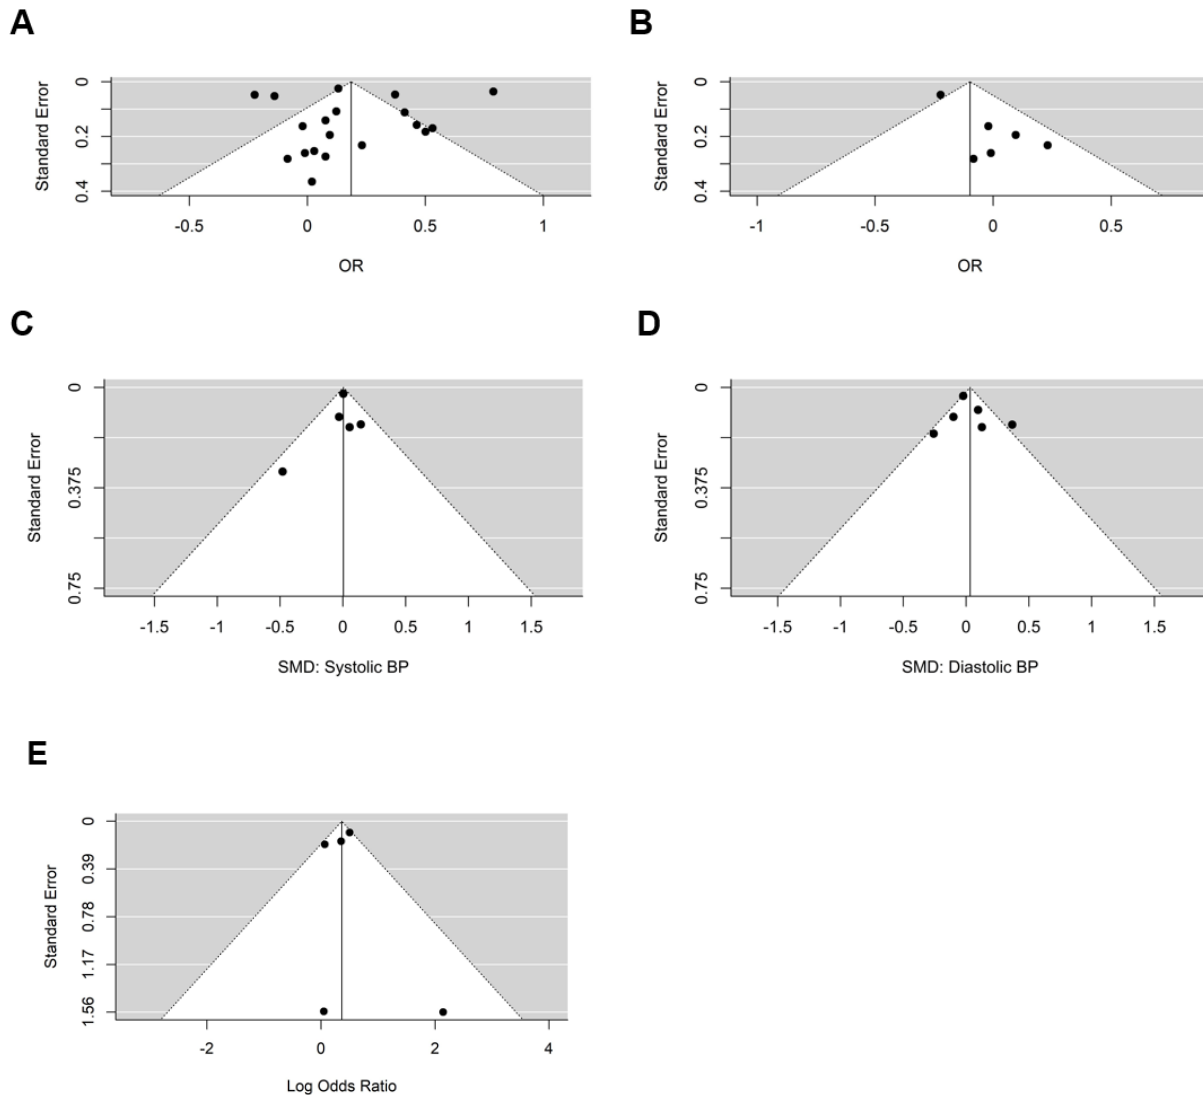 A
Standard Error
0
0.2
0.4
-0.5
0
0.5
1
OR
B
Standard Error
0
0.2
0.4
-1
-0.5
0
0.5
OR
C
Standard Error
0
0.375
0.75
-1.5
-1
-0.5
0
0.5
1
1.5
SMD: Systolic BP
D
Standard Error
0
0.375
0.75
-1.5
-1
-0.5
0
0.5
1
1.5
SMD: Diastolic BP
E
Standard Error
0
0.39
0.78
1.17
1.56
-2
0
2
4
Log Odds Ratio